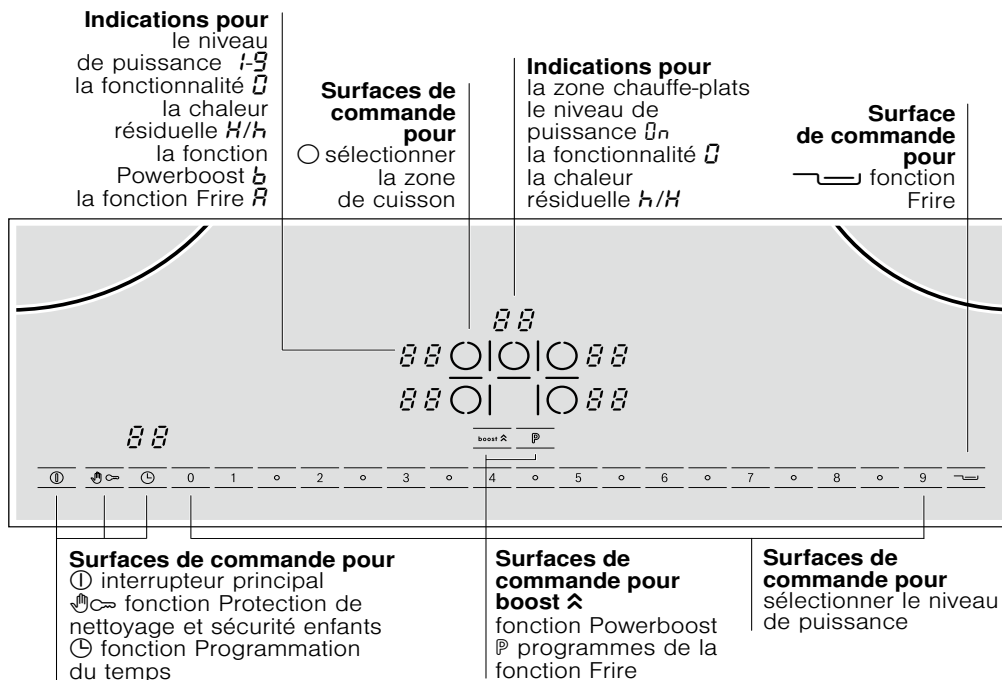 Indications pour
le niveau
de puissance 1-9
la fonctionnalité 0
la chaleur
résiduelle H/h
la fonction
Powerboost b
la fonction Frire A
Surfaces de
commande
pour
○ sélectionner
la zone
de cuisson
Indications pour
la zone chauffe-plats
le niveau de
puissance 0n
la fonctionnalité 0
la chaleur
résiduelle h/H
Surface
de commande
pour
fonction
Frire
88
88 88
88 88
88
boost P
0 1 2 3 4 5 6 7 8 9
Surfaces de commande pour
interrupteur principal
fonction Protection de
nettoyage et sécurité enfants
fonction Programmation
du temps
Surfaces de
commande pour
boost
fonction Powerboost
P programmes de la
fonction Frire
Surfaces de
commande pour
sélectionner le niveau
de puissance